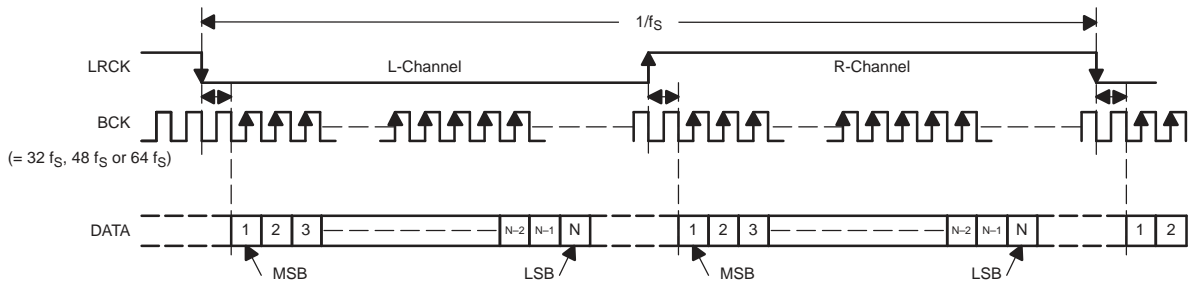 1/fS
LRCK
L-Channel
R-Channel
BCK
(= 32 fS, 48 fS or 64 fS)
DATA
1 2 3 N–2 N–1 N 1 2 3 N–2 N–1 N 1 2
MSB LSB MSB LSB